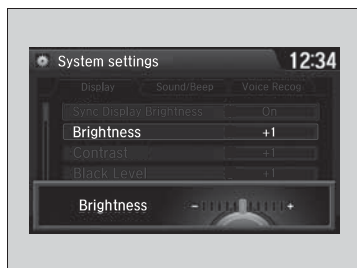 System settings 12:34
Display Sound/Beep Voice Recog
Sync Display Brightness On
Brightness +1
Contrast +1
Black Level +1
Brightness - +